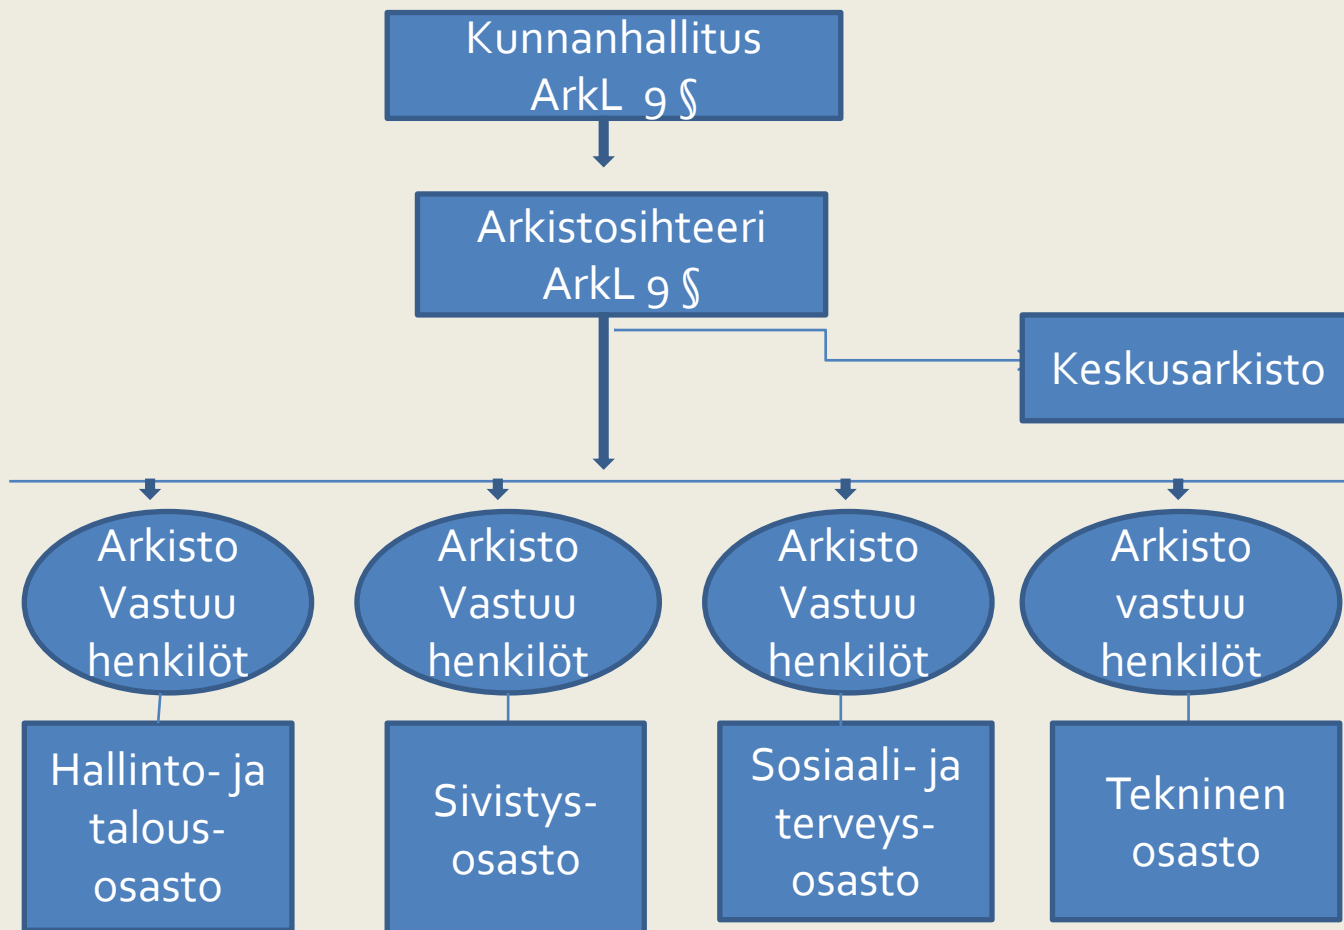 Kunnanhallitus
ArkL 9 §
Arkistosihteeri
ArkL 9 §
Keskusarkisto
Arkisto
Vastuu
henkilöt
Arkisto
Vastuu
henkilöt
Arkisto
Vastuu
henkilöt
Arkisto
vastuu
henkilöt
Hallinto- ja
talous-
osasto
Sivistys-
osasto
Sosiaali- ja
terveys-
osasto
Tekninen
osasto